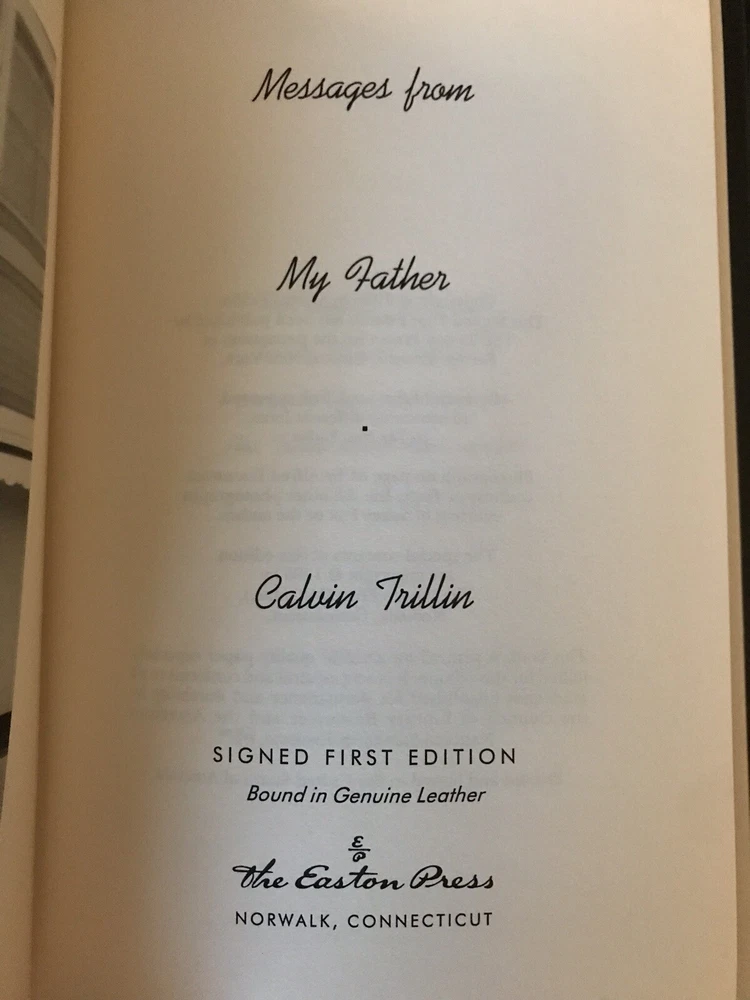 Messages from
My Father
Calvin Trillin
SIGNED FIRST EDITION
Bound in Genuine Leather
E
P
The Easton Press
NORWALK, CONNECTICUT